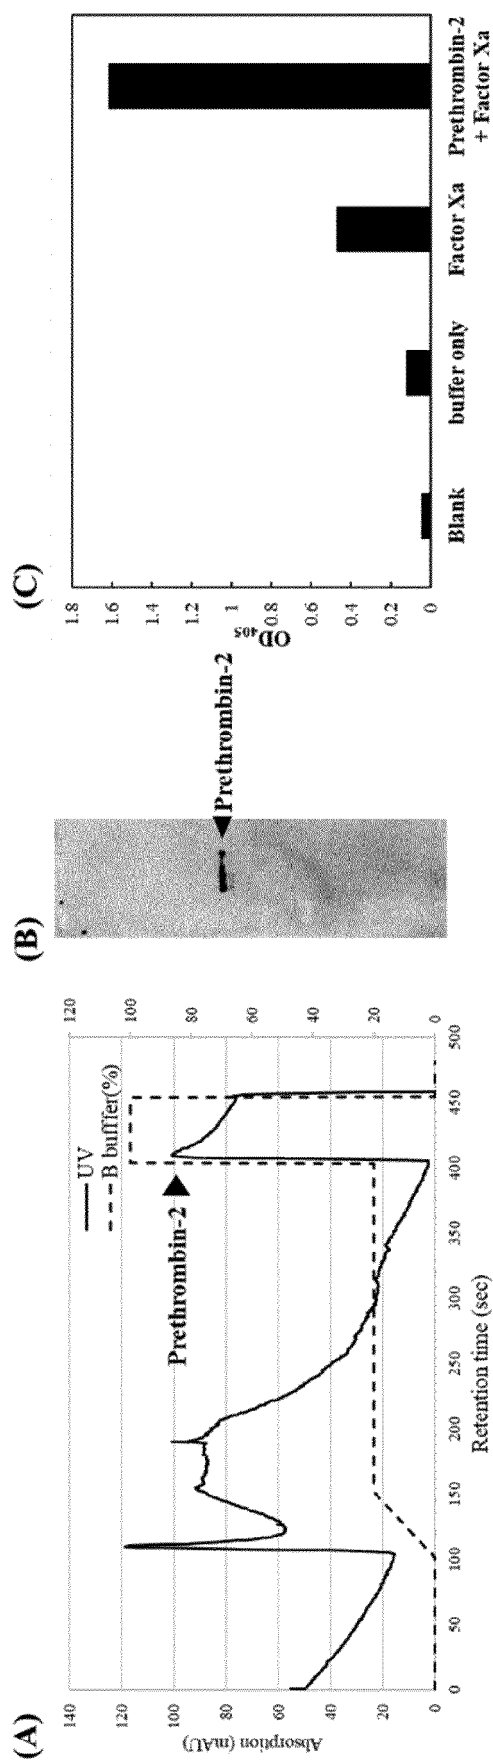 (A)
140
120
100
80
60
40
20
0
Absorption (mAU)
120
100
80
60
40
20
0
UV
B bufffer(%)
Prethrombin-2
0
50
100
150
200
250
300
350
400
450
500
Retention time (sec)
(B)
Prethrombin-2
(C)
1.8
1.6
1.4
1.2
1
0.8
0.6
0.4
0.2
0
OD405
Blank
buffer only
Factor Xa
Prethrombin-2
+ Factor Xa